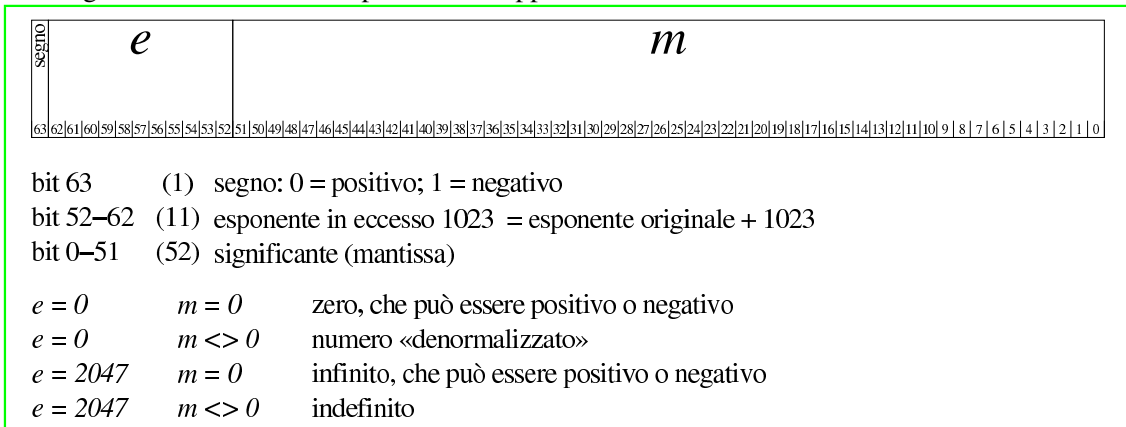 segno e m
63 62 61 60 59 58 57 56 55 54 53 52 51 50 49 48 47 46 45 44 43 42 41 40 39 38 37 36 35 34 33 32 31 30 29 28 27 26 25 24 23 22 21 20 19 18 17 16 15 14 13 12 11 10 9 8 7 6 5 4 3 2 1 0
bit 63 (1) segno: 0 = positivo; 1 = negativo
bit 52–62 (11) esponente in eccesso 1023 = esponente originale + 1023
bit 0–51 (52) significante (mantissa)
e = 0 m = 0 zero, che può essere positivo o negativo
e = 0 m <> 0 numero «denormalizzato»
e = 2047 m = 0 infinito, che può essere positivo o negativo
e = 2047 m <> 0 indefinito